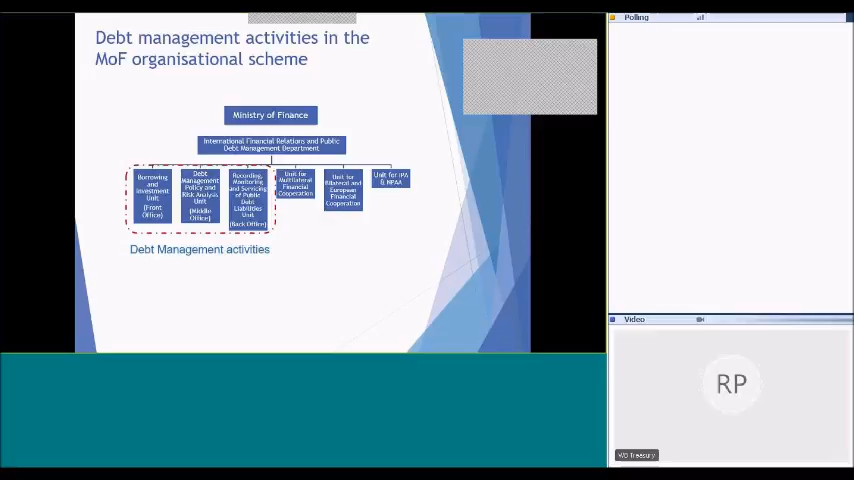 Polling
Debt management activities in the
MoF organisational scheme
Ministry of Finance
International Financial Relations and Public
Debt Management Department
Borrowing
and
Investment
Unit
(Front
Office)
Debt
Management
Policy and
Risk Analysis
Unit
(Middle
Office)
Recording,
Monitoring
and Servicing
of Public
Debt
Liabilities
Unit
(Back Office)
Unit for
Multilateral
Financial
Cooperation
Unit for
Bilateral and
European
Financial
Cooperation
Unit for IPA
& NPAA
Debt Management activities
Video
RP
WB Treasury